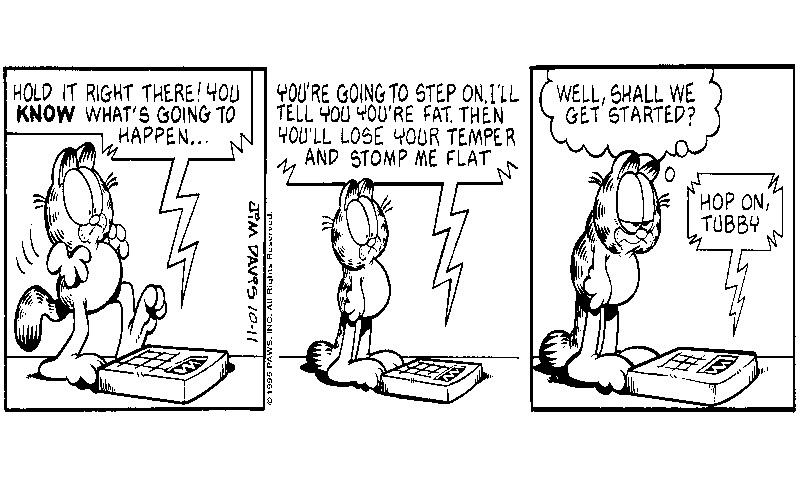 HOLD IT RIGHT THERE! YOU
KNOW WHAT'S GOING TO
HAPPEN...
JIM DAVIS 10-11
© 1995 PAWS, INC. All Rights Reserved.
YOU'RE GOING TO STEP ON. I'LL
TELL YOU YOU'RE FAT. THEN
YOU'LL LOSE YOUR TEMPER
AND STOMP ME FLAT
WELL, SHALL WE
GET STARTED?
HOP ON,
TUBBY